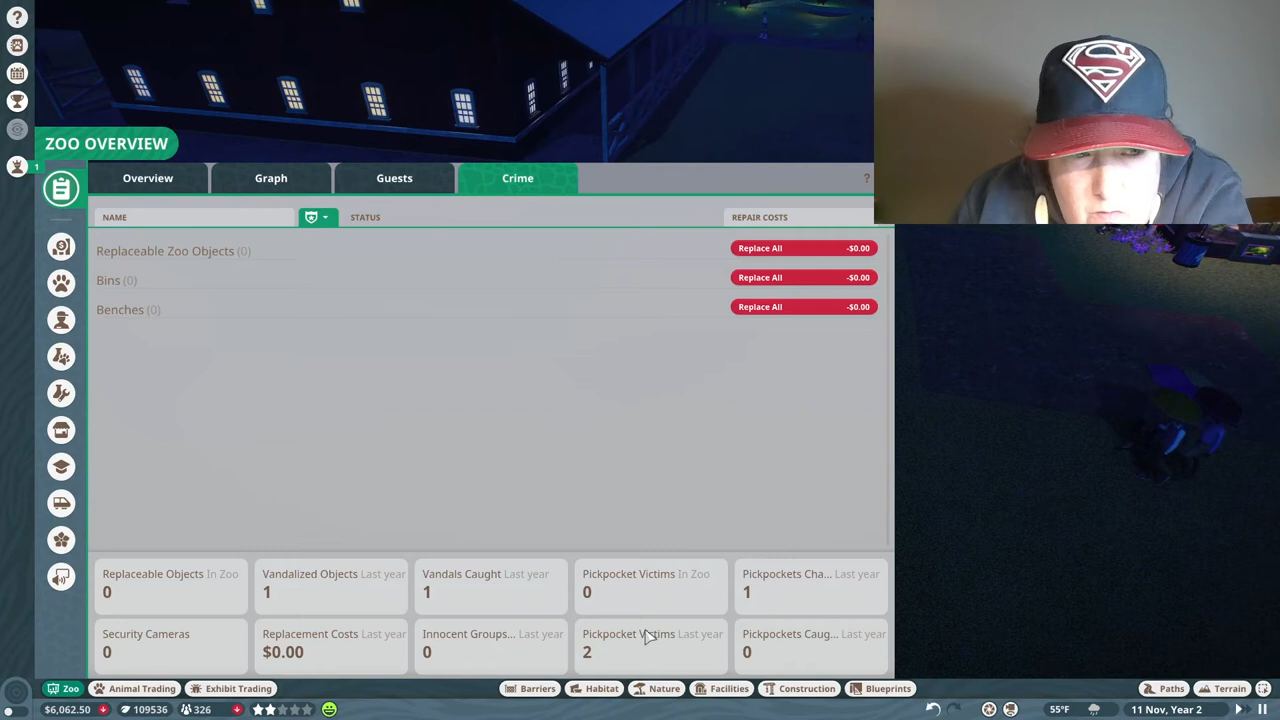 ZOO OVERVIEW
1
Overview
Graph
Guests
Crime
?
NAME
STATUS
REPAIR COSTS
Replaceable Zoo Objects (0)
Replace All -$0.00
Bins (0)
Replace All -$0.00
Benches (0)
Replace All -$0.00
Replaceable Objects In Zoo
0
Vandalized Objects Last year
1
Vandals Caught Last year
1
Pickpocket Victims In Zoo
0
Pickpockets Cha... Last year
1
Security Cameras
0
Replacement Costs Last year
$0.00
Innocent Groups... Last year
0
Pickpocket Victims Last year
2
Pickpockets Caug... Last year
0
Zoo
Animal Trading
Exhibit Trading
Barriers
Habitat
Nature
Facilities
Construction
Blueprints
Paths
Terrain
$6,062.50
109536
326
55°F
11 Nov, Year 2